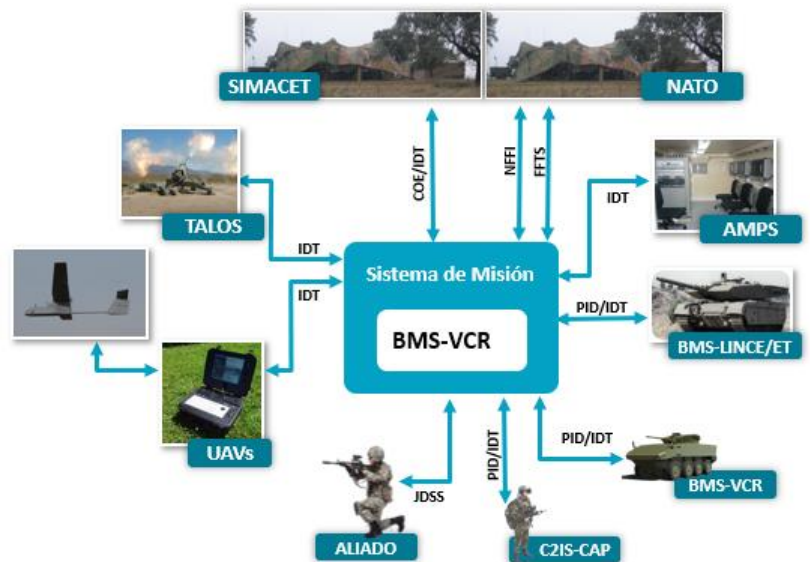 SIMACET
NATO
COE/IDT
NFFI
FFTS
TALOS
IDT
IDT
AMPS
Sistema de Misión
BMS-VCR
IDT
PID/IDT
BMS-LINCE/ET
UAVs
PID/IDT
BMS-VCR
JDSS
PID/IDT
ALIADO
C2IS-CAP